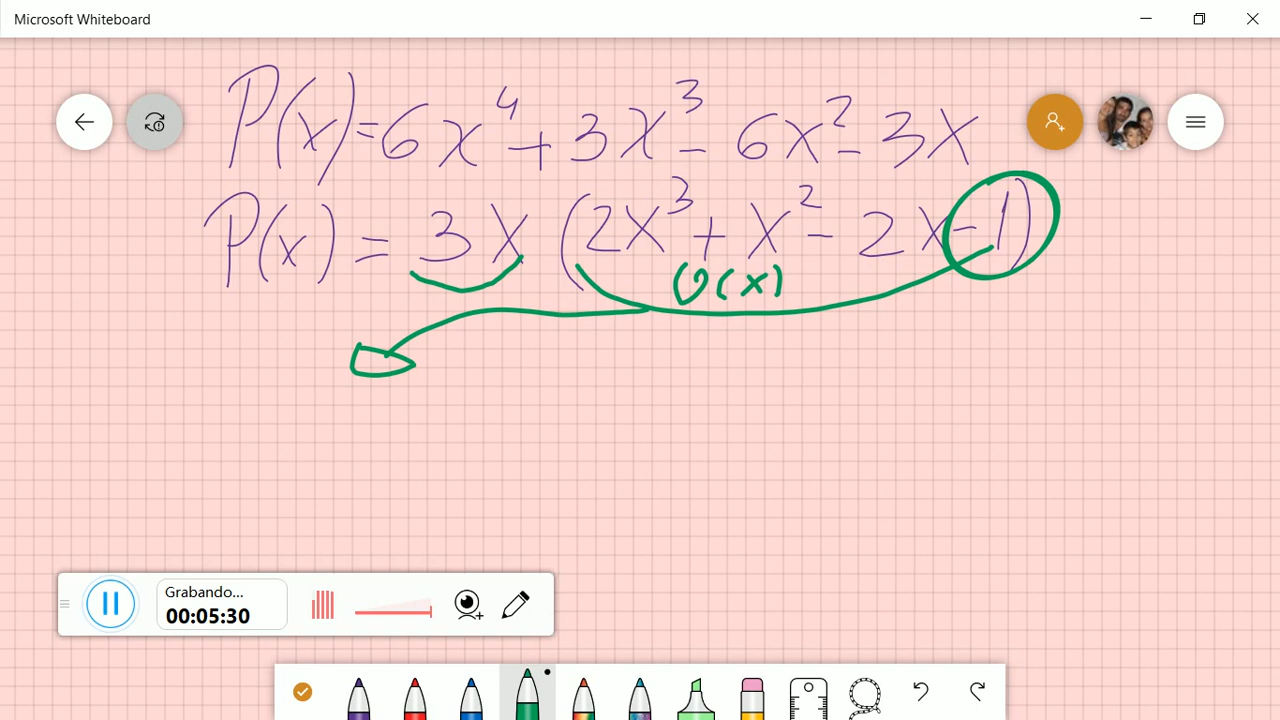 Microsoft Whiteboard
P(x)=6x⁴+3x³-6x²-3x
P(x) = 3x (2x³+x²-2x-1)
Q(x)
Grabando...
00:05:30